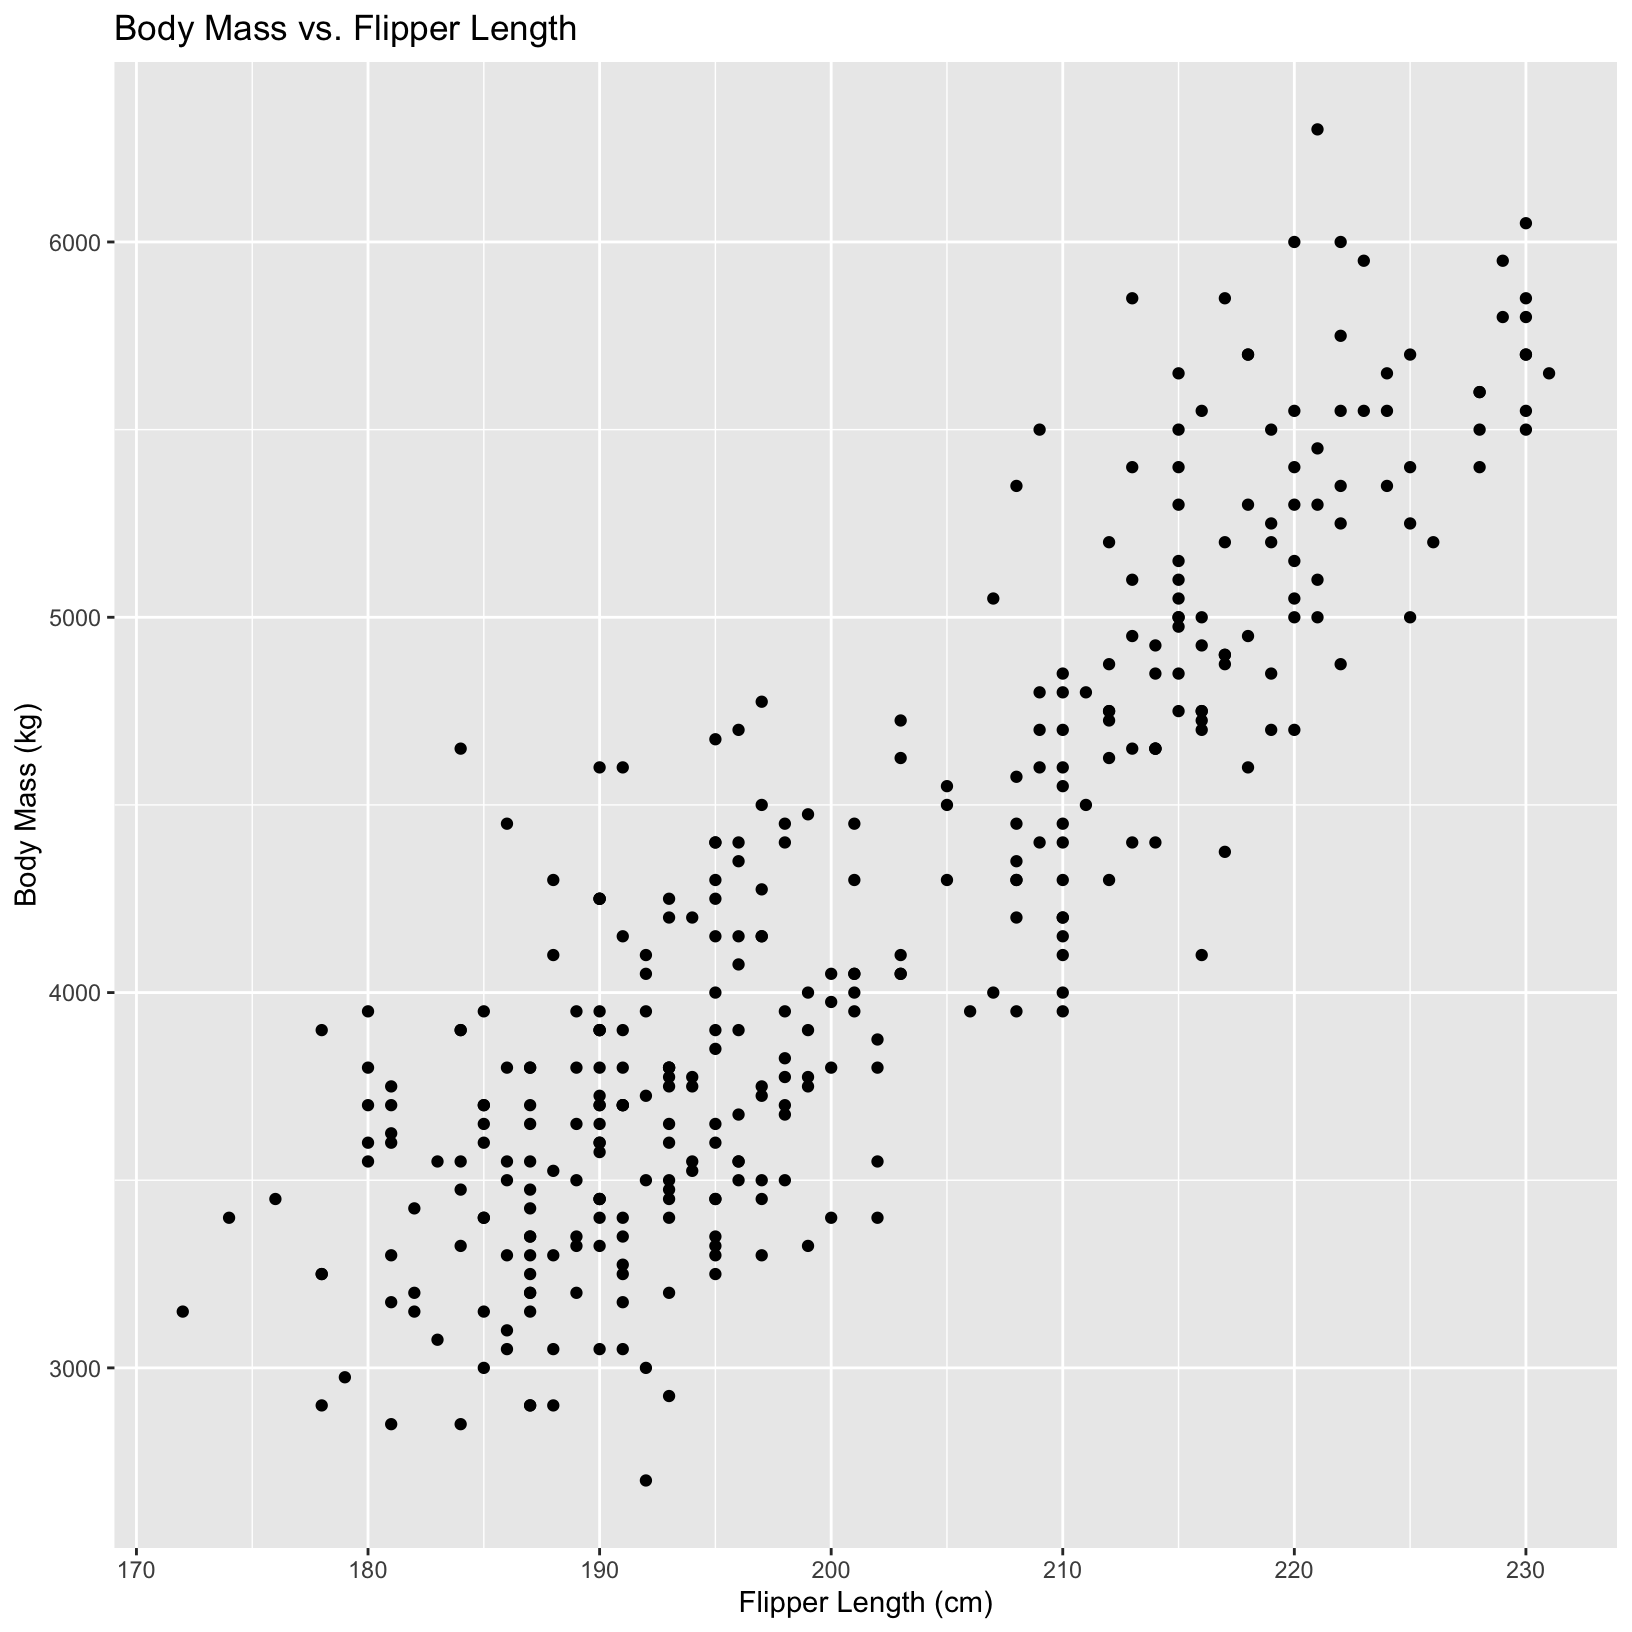 Body Mass vs. Flipper Length
6000
5000
4000
3000
Body Mass (kg)
170 180 190 200 210 220 230
Flipper Length (cm)